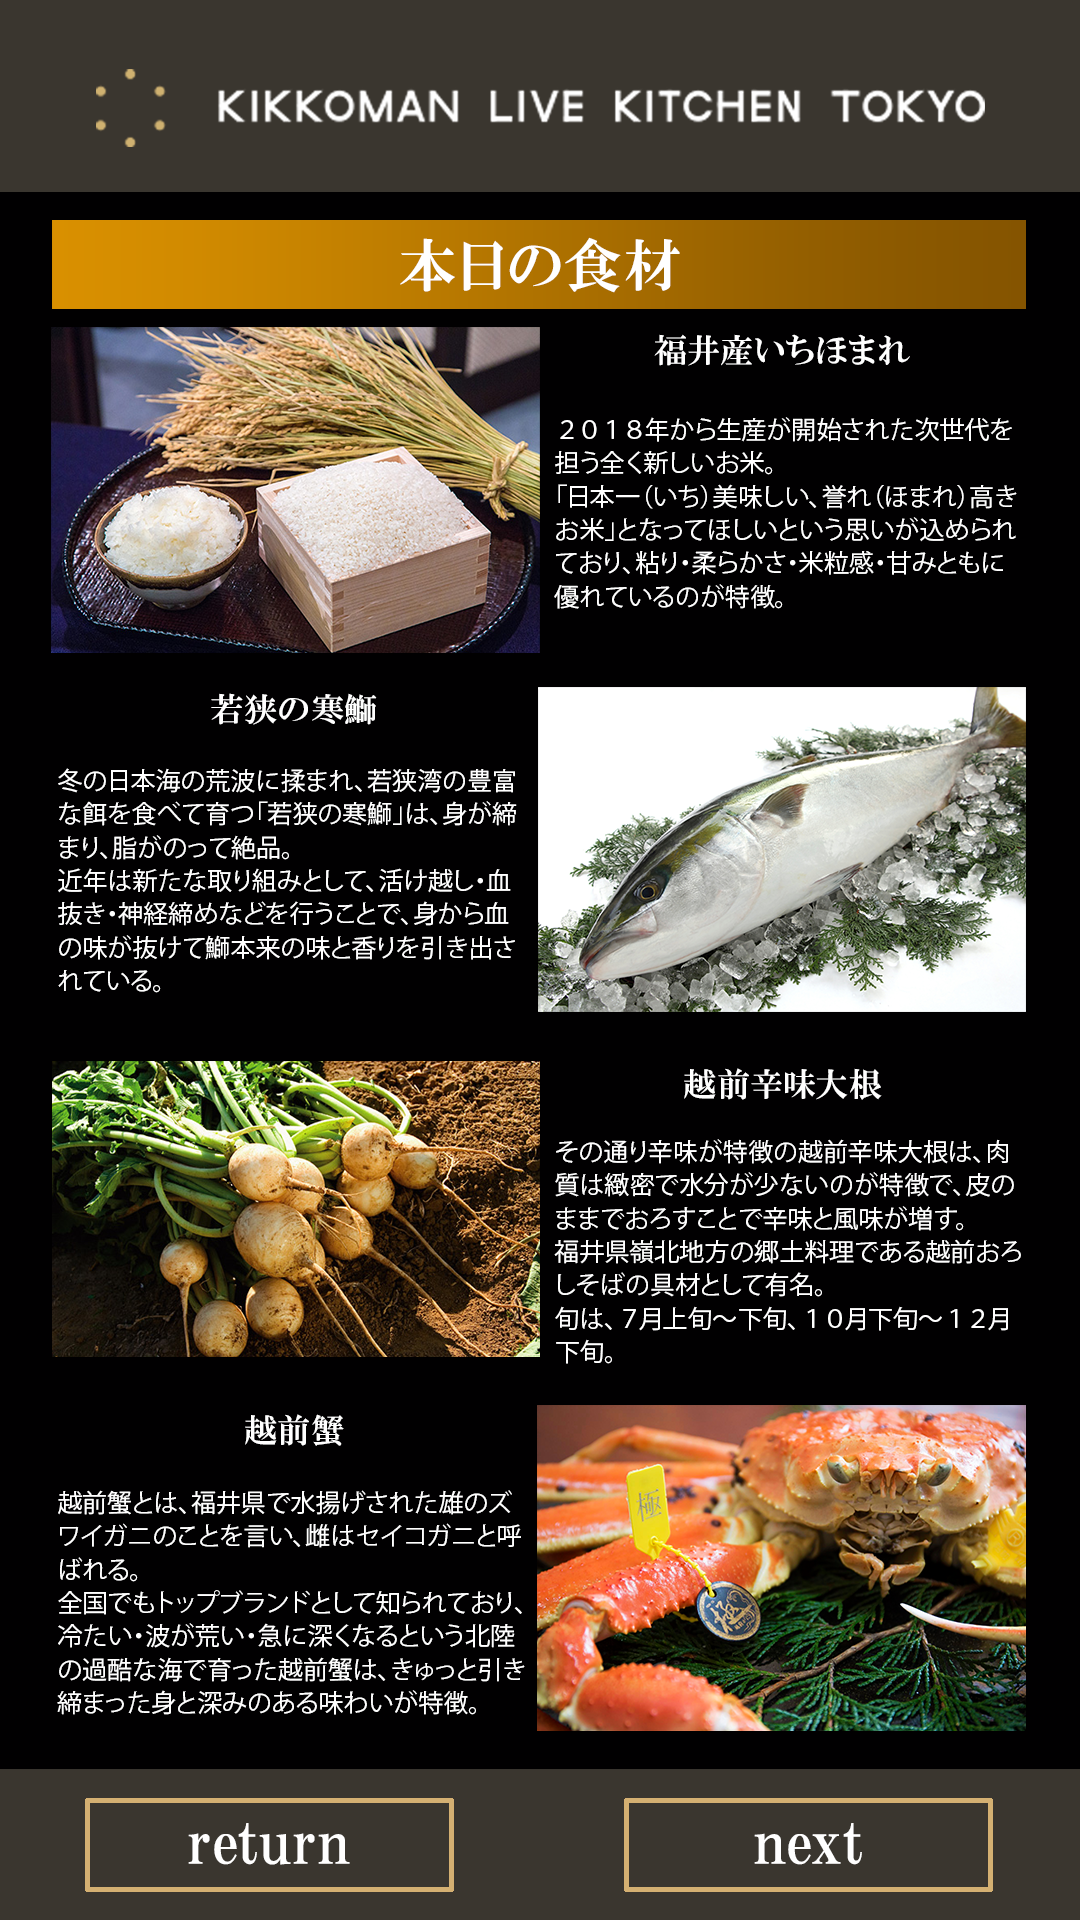 KIKKOMAN LIVE KITCHEN TOKYO
本日の食材
福井産いちほまれ
２０１８年から生産が開始された次世代を
担う全く新しいお米。
「日本一（いち）美味しい、誉れ（ほまれ）高き
お米」となってほしいという思いが込められ
ており、粘り・柔らかさ・米粒感・甘みともに
優れているのが特徴。
若狭の寒鰤
冬の日本海の荒波に揉まれ、若狭湾の豊富
な餌を食べて育つ「若狭の寒鰤」は、身が締
まり、脂がのって絶品。
近年は新たな取り組みとして、活け越し・血
抜き・神経締めなどを行うことで、身から血
の味が抜けて鰤本来の味と香りを引き出さ
れている。
越前辛味大根
その通り辛味が特徴の越前辛味大根は、肉
質は緻密で水分が少ないのが特徴で、皮の
ままでおろすことで辛味と風味が増す。
福井県嶺北地方の郷土料理である越前おろ
しそばの具材として有名。
旬は、７月上旬～下旬、１０月下旬～１２月
下旬。
越前蟹
越前蟹とは、福井県で水揚げされた雄のズ
ワイガニのことを言い、雌はセイコガニと呼
ばれる。
全国でもトップブランドとして知られており、
冷たい・波が荒い・急に深くなるという北陸
の過酷な海で育った越前蟹は、きゅっと引き
締まった身と深みのある味わいが特徴。
極
return
next